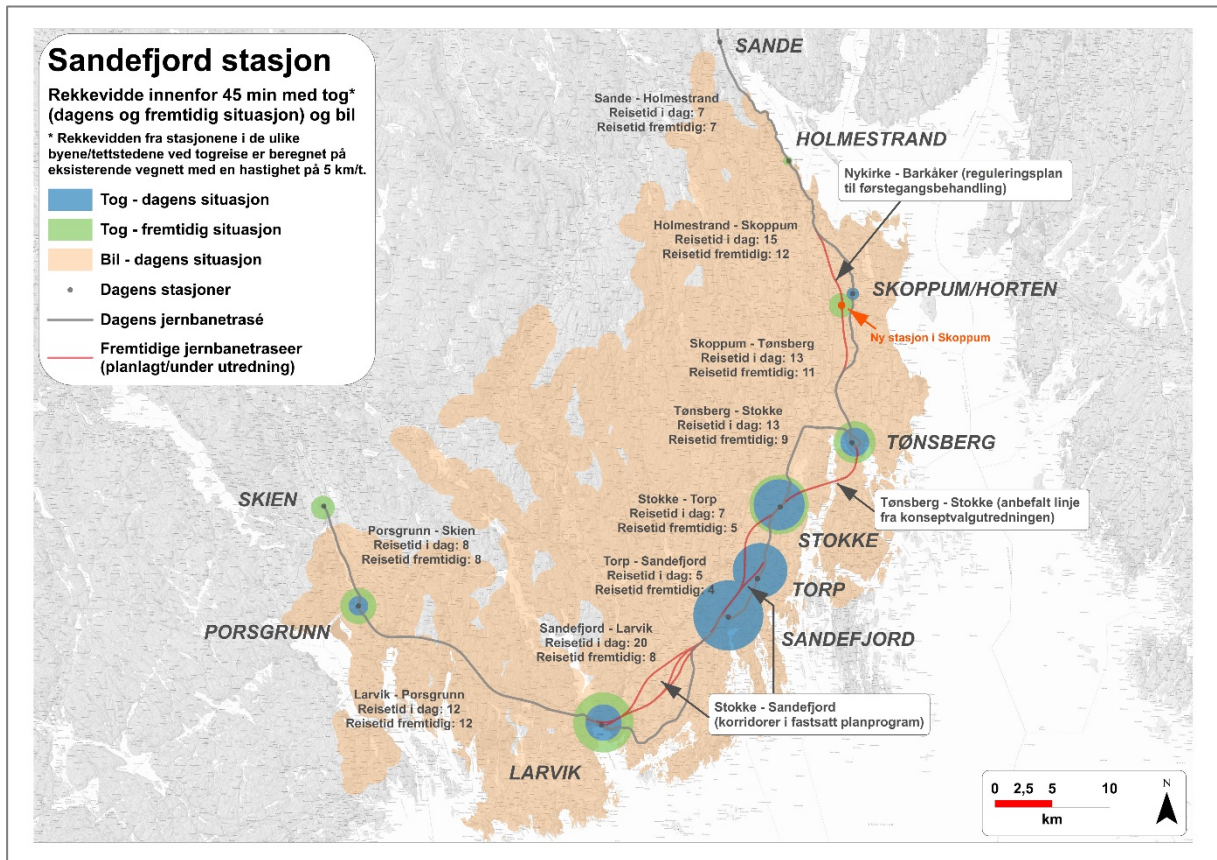 Sandefjord stasjon
Rekkevidde innenfor 45 min med tog*
(dagens og fremtidig situasjon) og bil
* Rekkevidden fra stasjonene i de ulike
byene/tettstedene ved togreise er beregnet på
eksisterende vegnett med en hastighet på 5 km/t.
Tog - dagens situasjon
Tog - fremtidig situasjon
Bil - dagens situasjon
Dagens stasjoner
Dagens jernbanetrasé
Fremtidige jernbanetraseer
(planlagt/under utredning)
SANDE
Sande - Holmestrand
Reisetid i dag: 7
Reisetid fremtidig: 7
HOLMESTRAND
Nykirke - Barkåker (reguleringsplan
til førstegangsbehandling)
Holmestrand - Skoppum
Reisetid i dag: 15
Reisetid fremtidig: 12
SKOPPUM/HORTEN
Ny stasjon i Skoppum
Skoppum - Tønsberg
Reisetid i dag: 13
Reisetid fremtidig: 11
Tønsberg - Stokke
Reisetid i dag: 13
Reisetid fremtidig: 9
TØNSBERG
SKIEN
Stokke - Torp
Reisetid i dag: 7
Reisetid fremtidig: 5
Tønsberg - Stokke (anbefalt linje
fra konseptvalgutredningen)
Porsgrunn - Skien
Reisetid i dag: 8
Reisetid fremtidig: 8
STOKKE
Torp - Sandefjord
Reisetid i dag: 5
Reisetid fremtidig: 4
TORP
PORSGRUNN
Sandefjord - Larvik
Reisetid i dag: 20
Reisetid fremtidig: 8
SANDEFJORD
Larvik - Porsgrunn
Reisetid i dag: 12
Reisetid fremtidig: 12
Stokke - Sandefjord
(korridorer i fastsatt planprogram)
LARVIK
0 2,5 5 10
km
N